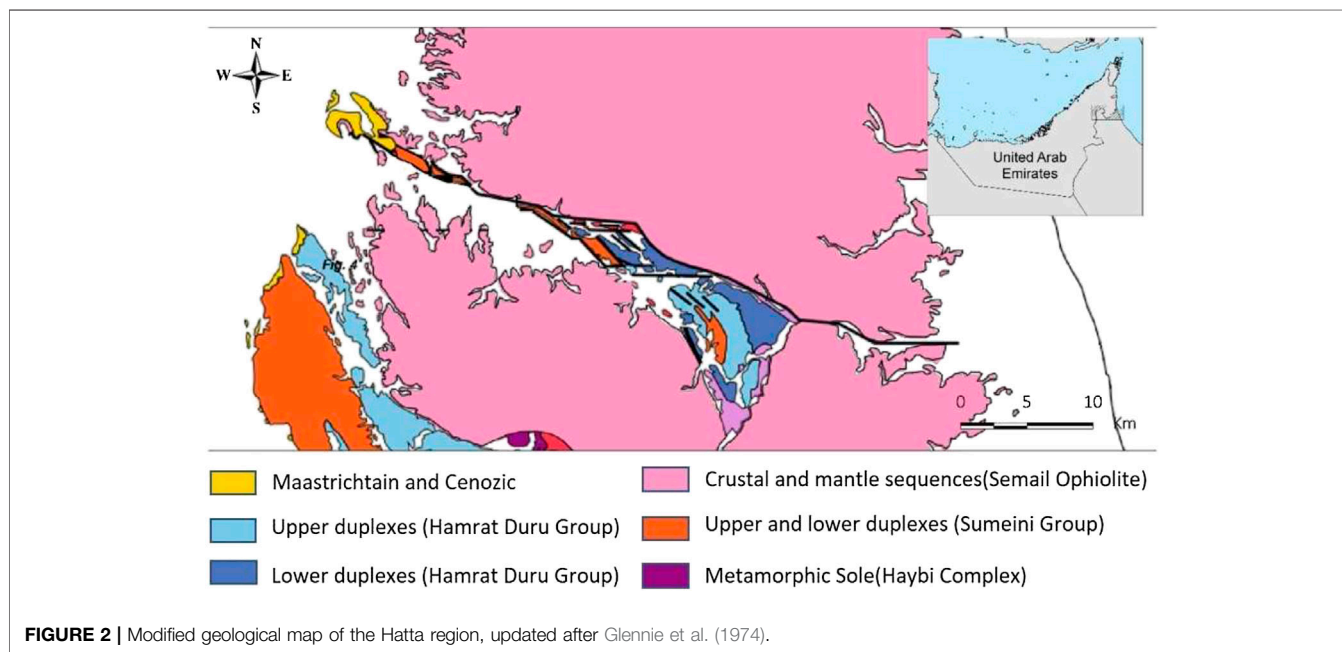 N
W E
S
United Arab
Emirates
Fig. 4
0 5 10
Km
Maastrichtain and Cenozic
Upper duplexes (Hamrat Duru Group)
Lower duplexes (Hamrat Duru Group)
Crustal and mantle sequences(Semail Ophiolite)
Upper and lower duplexes (Sumeini Group)
Metamorphic Sole(Haybi Complex)
FIGURE 2 | Modified geological map of the Hatta region, updated after Glennie et al. (1974).